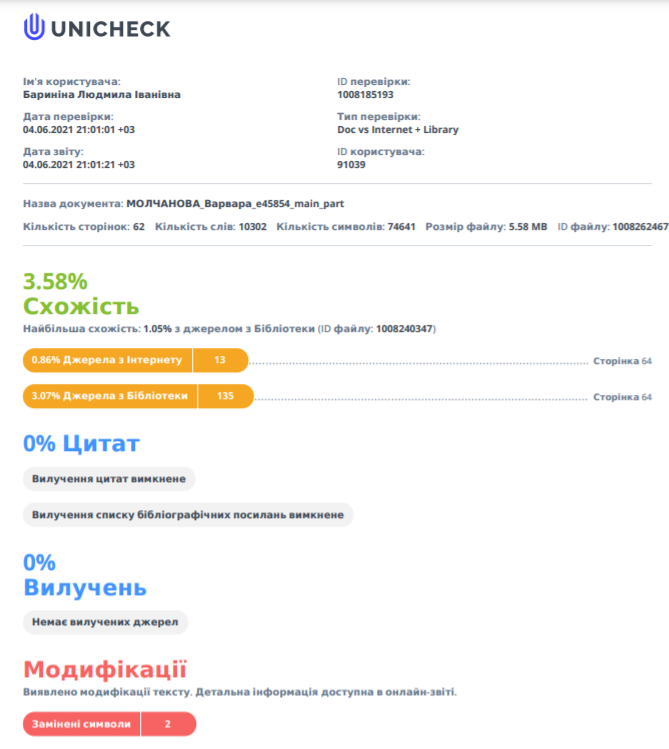 UNICHECK
Ім'я користувача:
Бариніна Людмила Іванівна
ID перевірки:
1008185193
Дата перевірки:
04.06.2021 21:01:01 +03
Тип перевірки:
Doc vs Internet + Library
Дата звіту:
04.06.2021 21:01:21 +03
ID користувача:
91039
Назва документа: МОЛЧАНОВА_Варвара_е45854_main_part
Кількість сторінок: 62 Кількість слів: 10302 Кількість символів: 74641 Розмір файлу: 5.58 MB ID файлу: 1008262467
3.58%
Схожість
Найбільша схожість: 1.05% з джерелом з Бібліотеки (ID файлу: 1008240347)
0.86% Джерела з Інтернету 13 Сторінка 64
3.07% Джерела з Бібліотеки 135 Сторінка 64
0% Цитат
Вилучення цитат вимкнене
Вилучення списку бібліографічних посилань вимкнене
0%
Вилучень
Немає вилучених джерел
Модифікації
Виявлено модифікації тексту. Детальна інформація доступна в онлайн-звіті.
Замінені символи 2